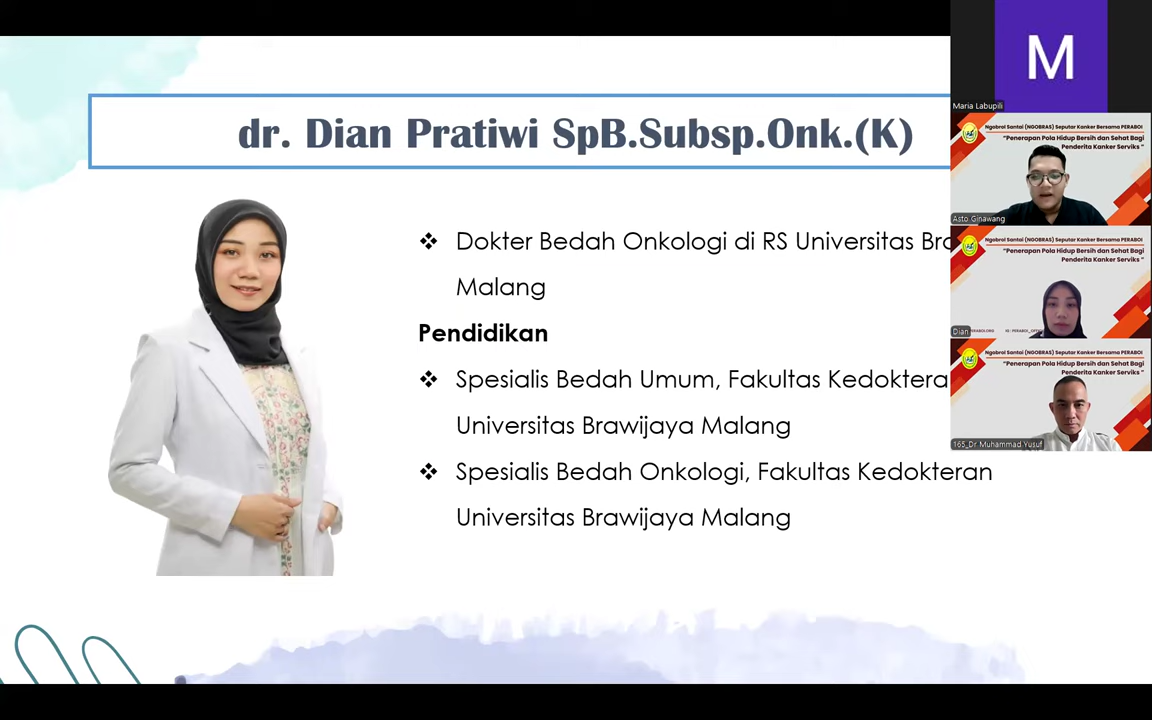 dr. Dian Pratiwi SpB.Subsp.Onk.(K)
❖ Dokter Bedah Onkologi di RS Universitas Bra
Malang
Pendidikan
❖ Spesialis Bedah Umum, Fakultas Kedoktera
Universitas Brawijaya Malang
❖ Spesialis Bedah Onkologi, Fakultas Kedokteran
Universitas Brawijaya Malang
M
Maria Labupili
Ngobrol Santai (NGOBRAS) Seputar Kanker Bersama PERABOI
"Penerapan Pola Hidup Bersih dan Sehat Bagi
Penderita Kanker Serviks "
Asto Ginawang
Ngobrol Santai (NGOBRAS) Seputar Kanker Bersama PERABOI
"Penerapan Pola Hidup Bersih dan Sehat Bagi
Penderita Kanker Serviks "
Dian
Ngobrol Santai (NGOBRAS) Seputar Kanker Bersama PERABOI
"Penerapan Pola Hidup Bersih dan Sehat Bagi
Penderita Kanker Serviks "
165_Dr Muhammad Yusuf